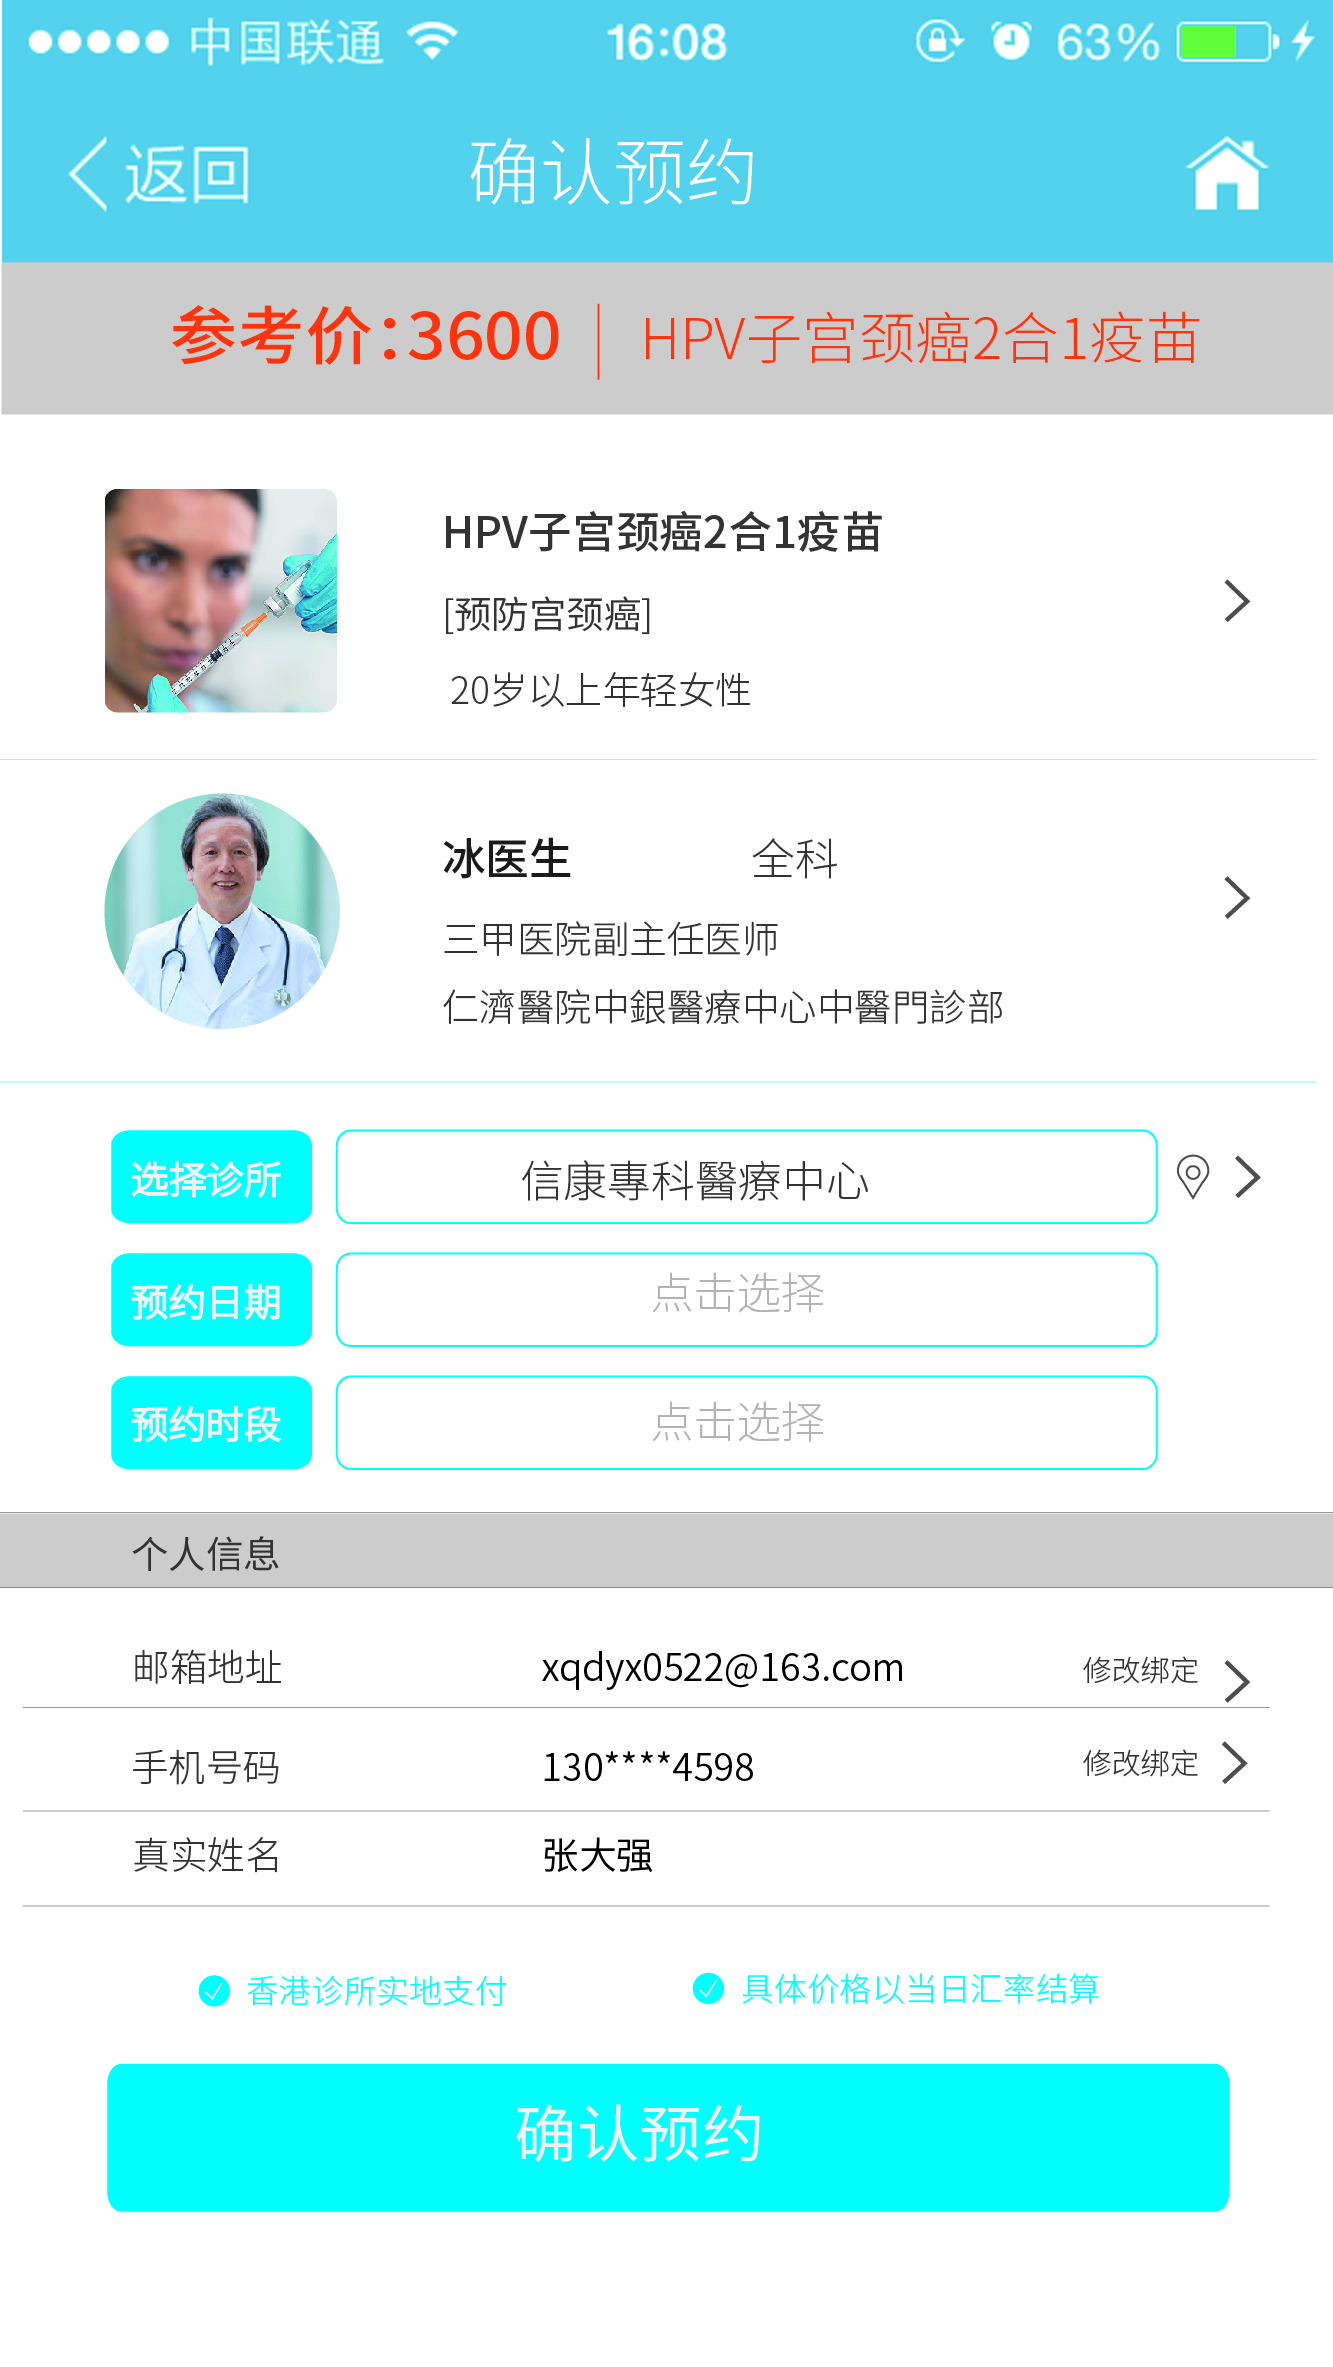 中国联通 16:08 63%
返回 确认预约
参考价:3600 HPV子宫颈癌2合1疫苗
HPV子宫颈癌2合1疫苗
[预防宫颈癌]
20岁以上年轻女性
冰医生 全科
三甲医院副主任医师
仁濟醫院中銀醫療中心中醫門診部
选择诊所 信康專科醫療中心
预约日期 点击选择
预约时段 点击选择
个人信息
邮箱地址 xqdyx0522@163.com 修改绑定
手机号码 130****4598 修改绑定
真实姓名 张大强
香港诊所实地支付 具体价格以当日汇率结算
确认预约